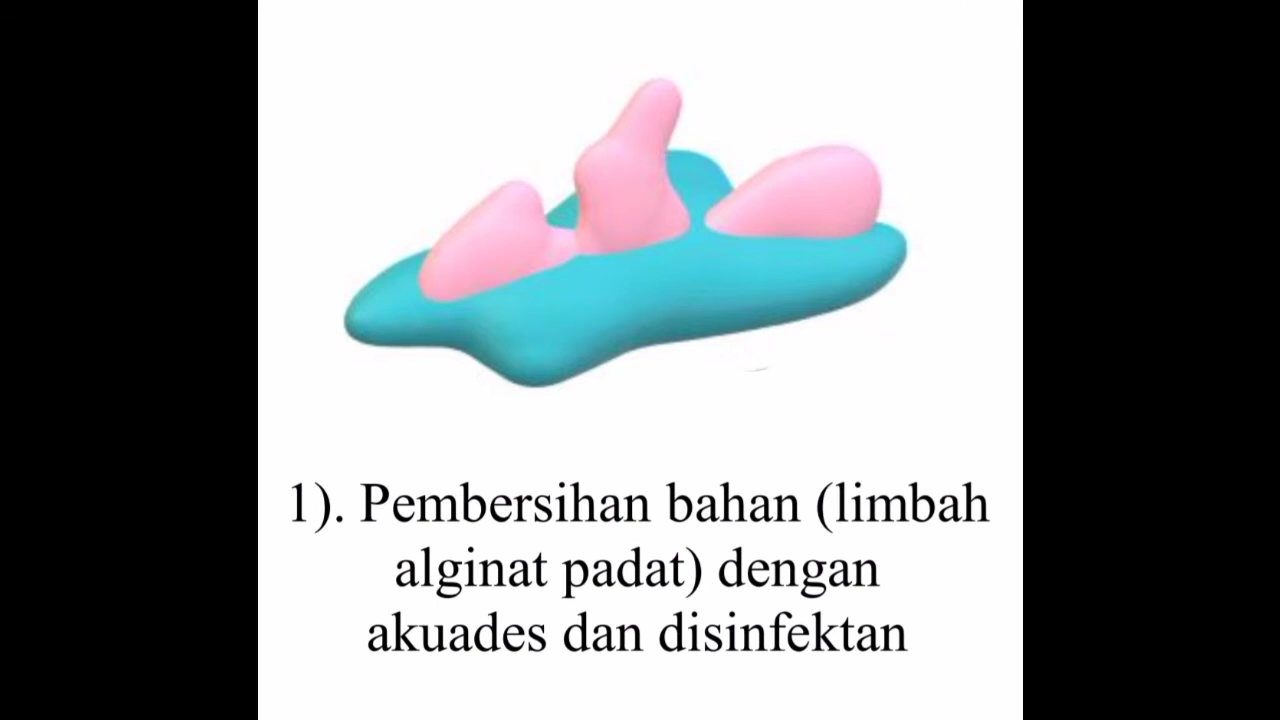 1). Pembersihan bahan (limbah
alginat padat) dengan
akuades dan disinfektan